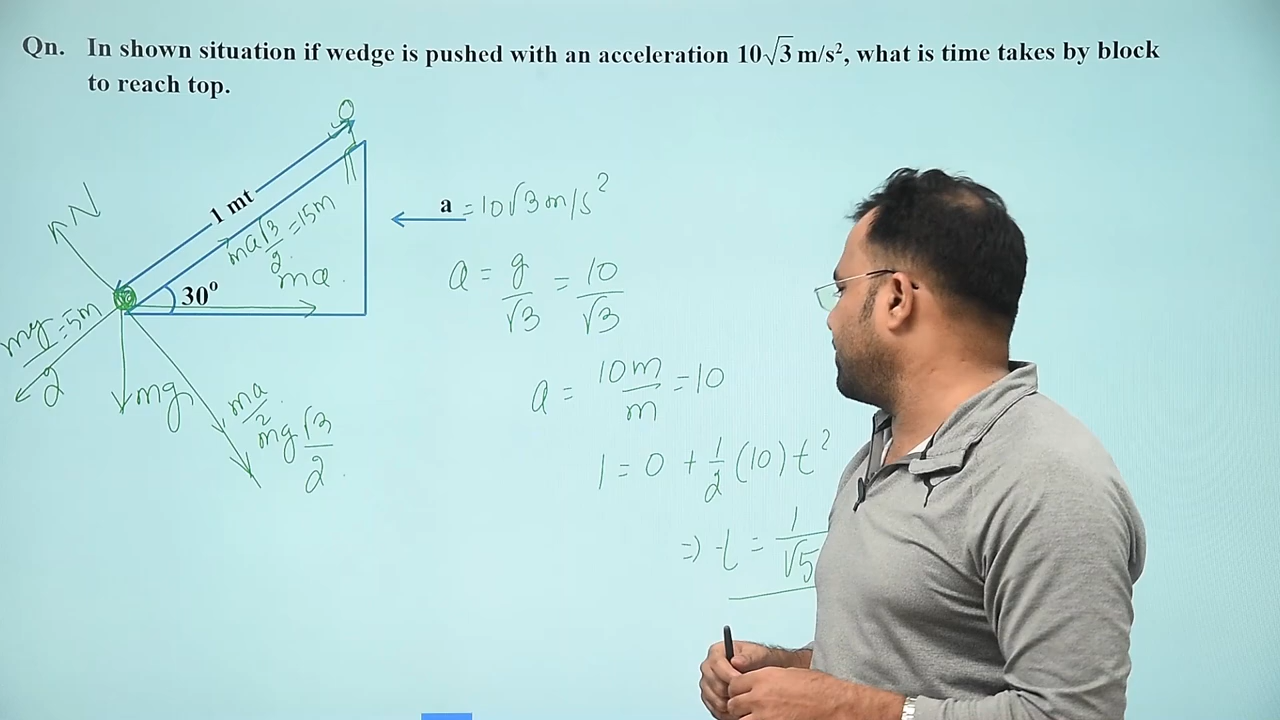 Qn. In shown situation if wedge is pushed with an acceleration 10√3 m/s², what is time takes by block
to reach top.
N
1 mt
ma√3/2 = 15m
ma
30°
mg/2 = 5m
mg
ma/2
mg√3/2
a = 10√3 m/s²
a = g/√3 = 10/√3
a = 10m/m = 10
1 = 0 + 1/2 (10) t²
⇒ t = 1/√5